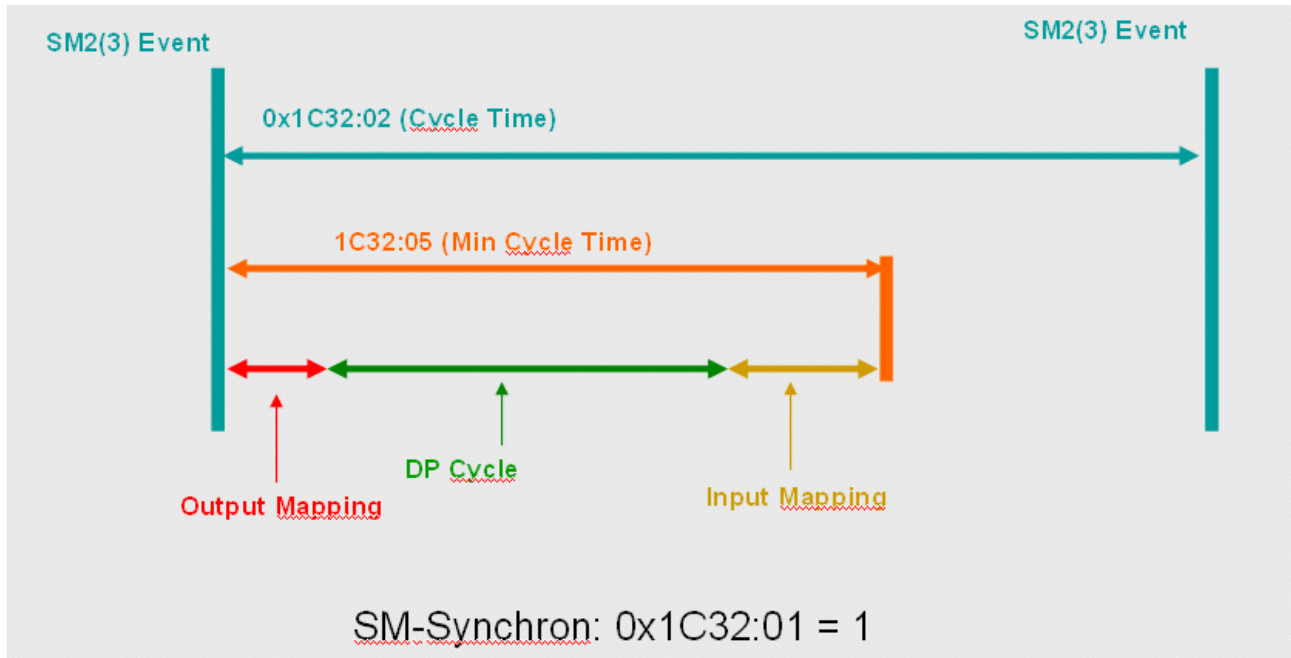 SM2(3) Event
SM2(3) Event
0x1C32:02 (Cycle Time)
1C32:05 (Min Cycle Time)
DP Cycle
Output Mapping
Input Mapping
SM-Synchron: 0x1C32:01 = 1